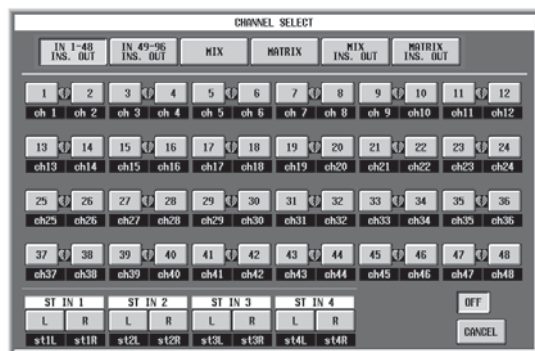 CHANNEL SELECT
IN 1-48 INS. OUT IN 49-96 INS. OUT MIX MATRIX MIX INS. OUT MATRIX INS. OUT
1 2 3 4 5 6 7 8 9 10 11 12
ch 1 ch 2 ch 3 ch 4 ch 5 ch 6 ch 7 ch 8 ch 9 ch10 ch11 ch12
13 14 15 16 17 18 19 20 21 22 23 24
ch13 ch14 ch15 ch16 ch17 ch18 ch19 ch20 ch21 ch22 ch23 ch24
25 26 27 28 29 30 31 32 33 34 35 36
ch25 ch26 ch27 ch28 ch29 ch30 ch31 ch32 ch33 ch34 ch35 ch36
37 38 39 40 41 42 43 44 45 46 47 48
ch37 ch38 ch39 ch40 ch41 ch42 ch43 ch44 ch45 ch46 ch47 ch48
ST IN 1 ST IN 2 ST IN 3 ST IN 4 OFF
L R L R L R L R CANCEL
st1L st1R st2L st2R st3L st3R st4L st4R